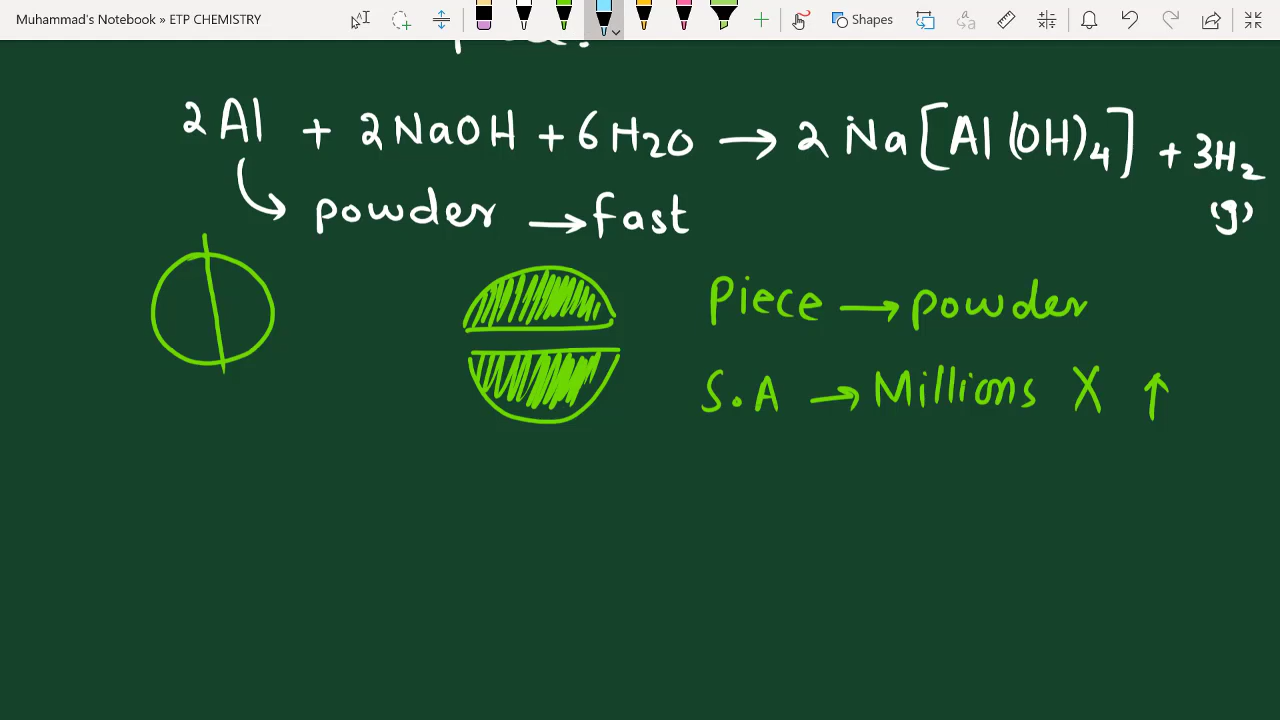 Muhammad's Notebook » ETP CHEMISTRY
Shapes
2Al + 2NaOH + 6H2O → 2Na[Al(OH)4] + 3H2
(g)
powder → fast
Piece → powder
S.A → Millions X ↑